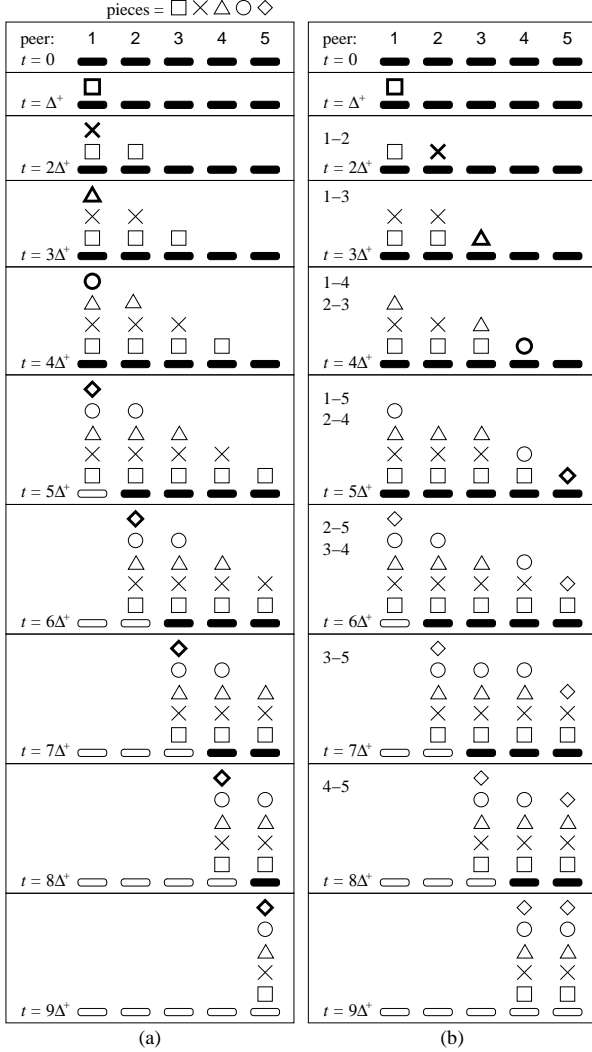 pieces = □ × △ ○ ◇
peer: 1 2 3 4 5
t = 0
t = Δ⁺
t = 2Δ⁺
t = 3Δ⁺
t = 4Δ⁺
t = 5Δ⁺
t = 6Δ⁺
t = 7Δ⁺
t = 8Δ⁺
t = 9Δ⁺
(a)
peer: 1 2 3 4 5
t = 0
t = Δ⁺
1–2
t = 2Δ⁺
1–3
t = 3Δ⁺
1–4
2–3
t = 4Δ⁺
1–5
2–4
t = 5Δ⁺
2–5
3–4
t = 6Δ⁺
3–5
t = 7Δ⁺
4–5
t = 8Δ⁺
t = 9Δ⁺
(b)